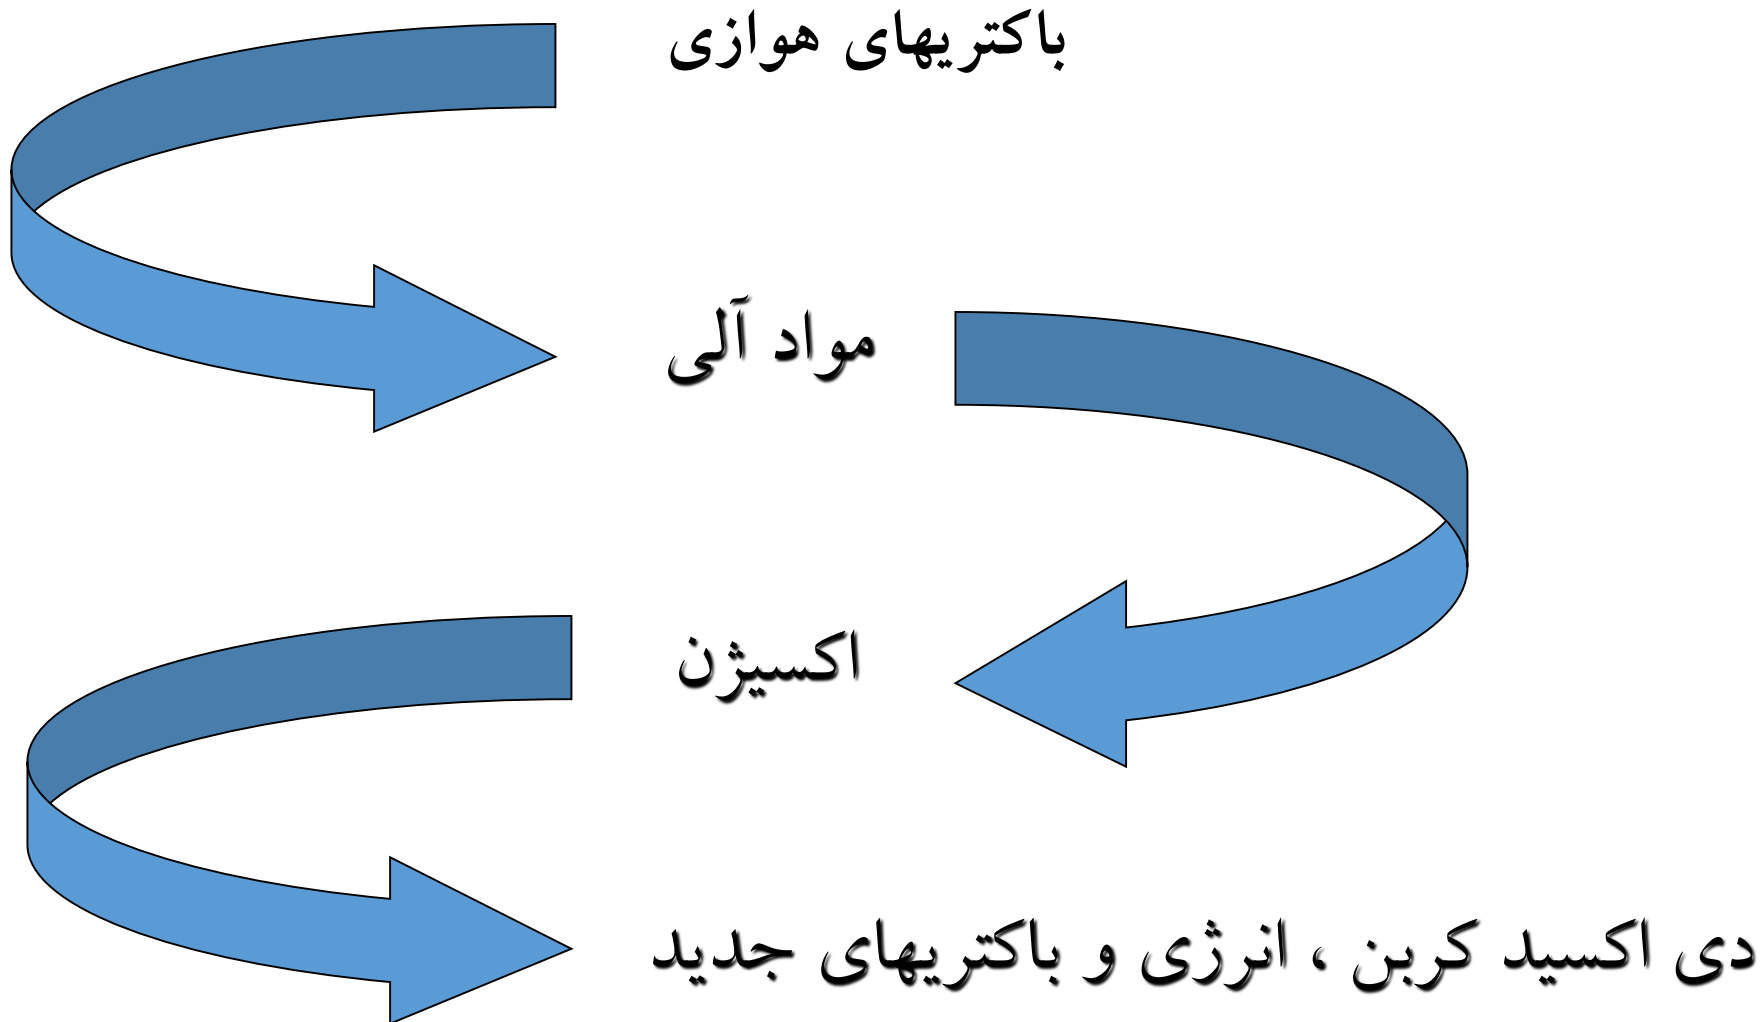 باکتریهای هوازی
مواد آلی
اکسیژن
دی اکسید کربن ، انرژی و باکتریهای جدید